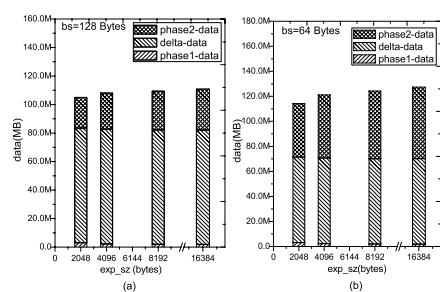 160.0M
140.0M
120.0M
100.0M
80.0M
60.0M
40.0M
20.0M
0.0
data(MB)
bs=128 Bytes
phase2-data
delta-data
phase1-data
0 2048 4096 6144 8192 16384
exp_sz (bytes)
(a)
180.0M
160.0M
140.0M
120.0M
100.0M
80.0M
60.0M
40.0M
20.0M
0.0
data(MB)
bs=64 Bytes
phase2-data
delta-data
phase1-data
0 2048 4096 6144 8192 16384
exp_sz(bytes)
(b)